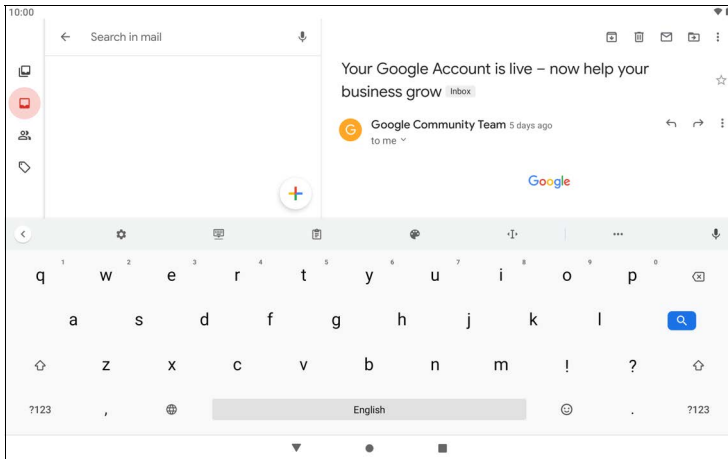 10:00
Search in mail
Your Google Account is live – now help your
business grow Inbox
G Google Community Team 5 days ago
to me
Google
1 2 3 4 5 6 7 8 9 0
q w e r t y u i o p
a s d f g h j k l
z x c v b n m ! ?
?123 , English . ?123